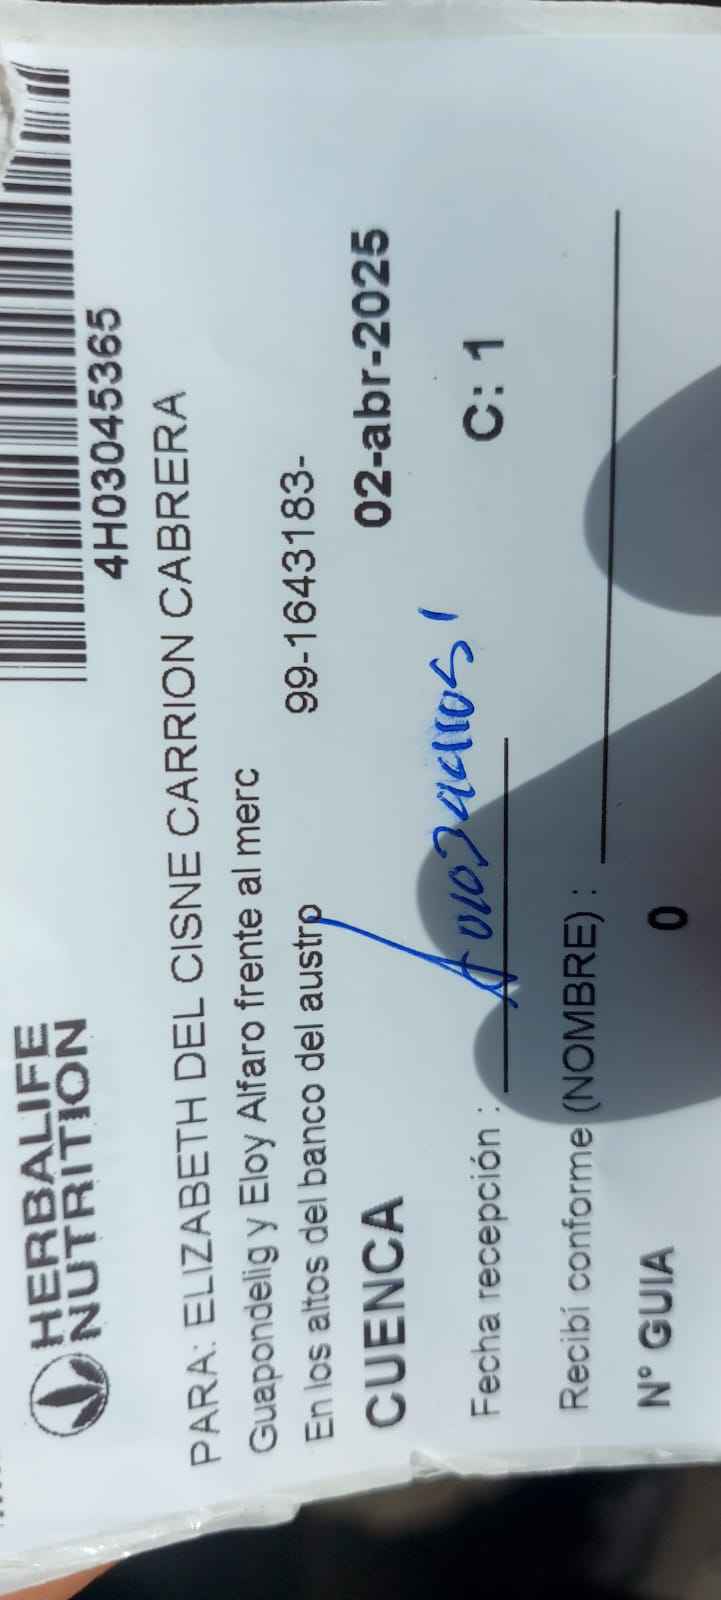 HERBALIFE
NUTRITION
4H03045365
PARA: ELIZABETH DEL CISNE CARRION CABRERA
Guapondelig y Eloy Alfaro frente al merc
En los altos del banco del austro 99-1643183-
CUENCA 02-abr-2025
Fecha recepción :
C: 1
Recibí conforme (NOMBRE) :
N° GUIA 0